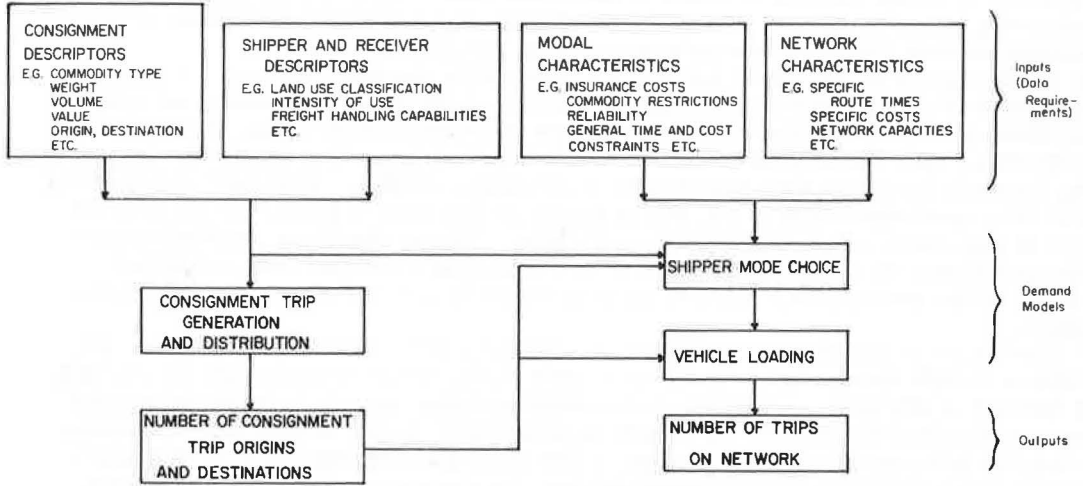 CONSIGNMENT
DESCRIPTORS
E.G. COMMODITY TYPE
WEIGHT
VOLUME
VALUE
ORIGIN, DESTINATION
ETC.
SHIPPER AND RECEIVER
DESCRIPTORS
E.G. LAND USE CLASSIFICATION
INTENSITY OF USE
FREIGHT HANDLING CAPABILITIES
ETC.
MODAL
CHARACTERISTICS
E.G. INSURANCE COSTS
COMMODITY RESTRICTIONS
RELIABILITY
GENERAL TIME AND COST
CONSTRAINTS ETC.
NETWORK
CHARACTERISTICS
E.G. SPECIFIC
ROUTE TIMES
SPECIFIC COSTS
NETWORK CAPACITIES
ETC.
Inputs
(Data
Require-
ments)
SHIPPER MODE CHOICE
CONSIGNMENT TRIP
GENERATION
AND DISTRIBUTION
VEHICLE LOADING
Demand
Models
NUMBER OF CONSIGNMENT
TRIP ORIGINS
AND DESTINATIONS
NUMBER OF TRIPS
ON NETWORK
Outputs